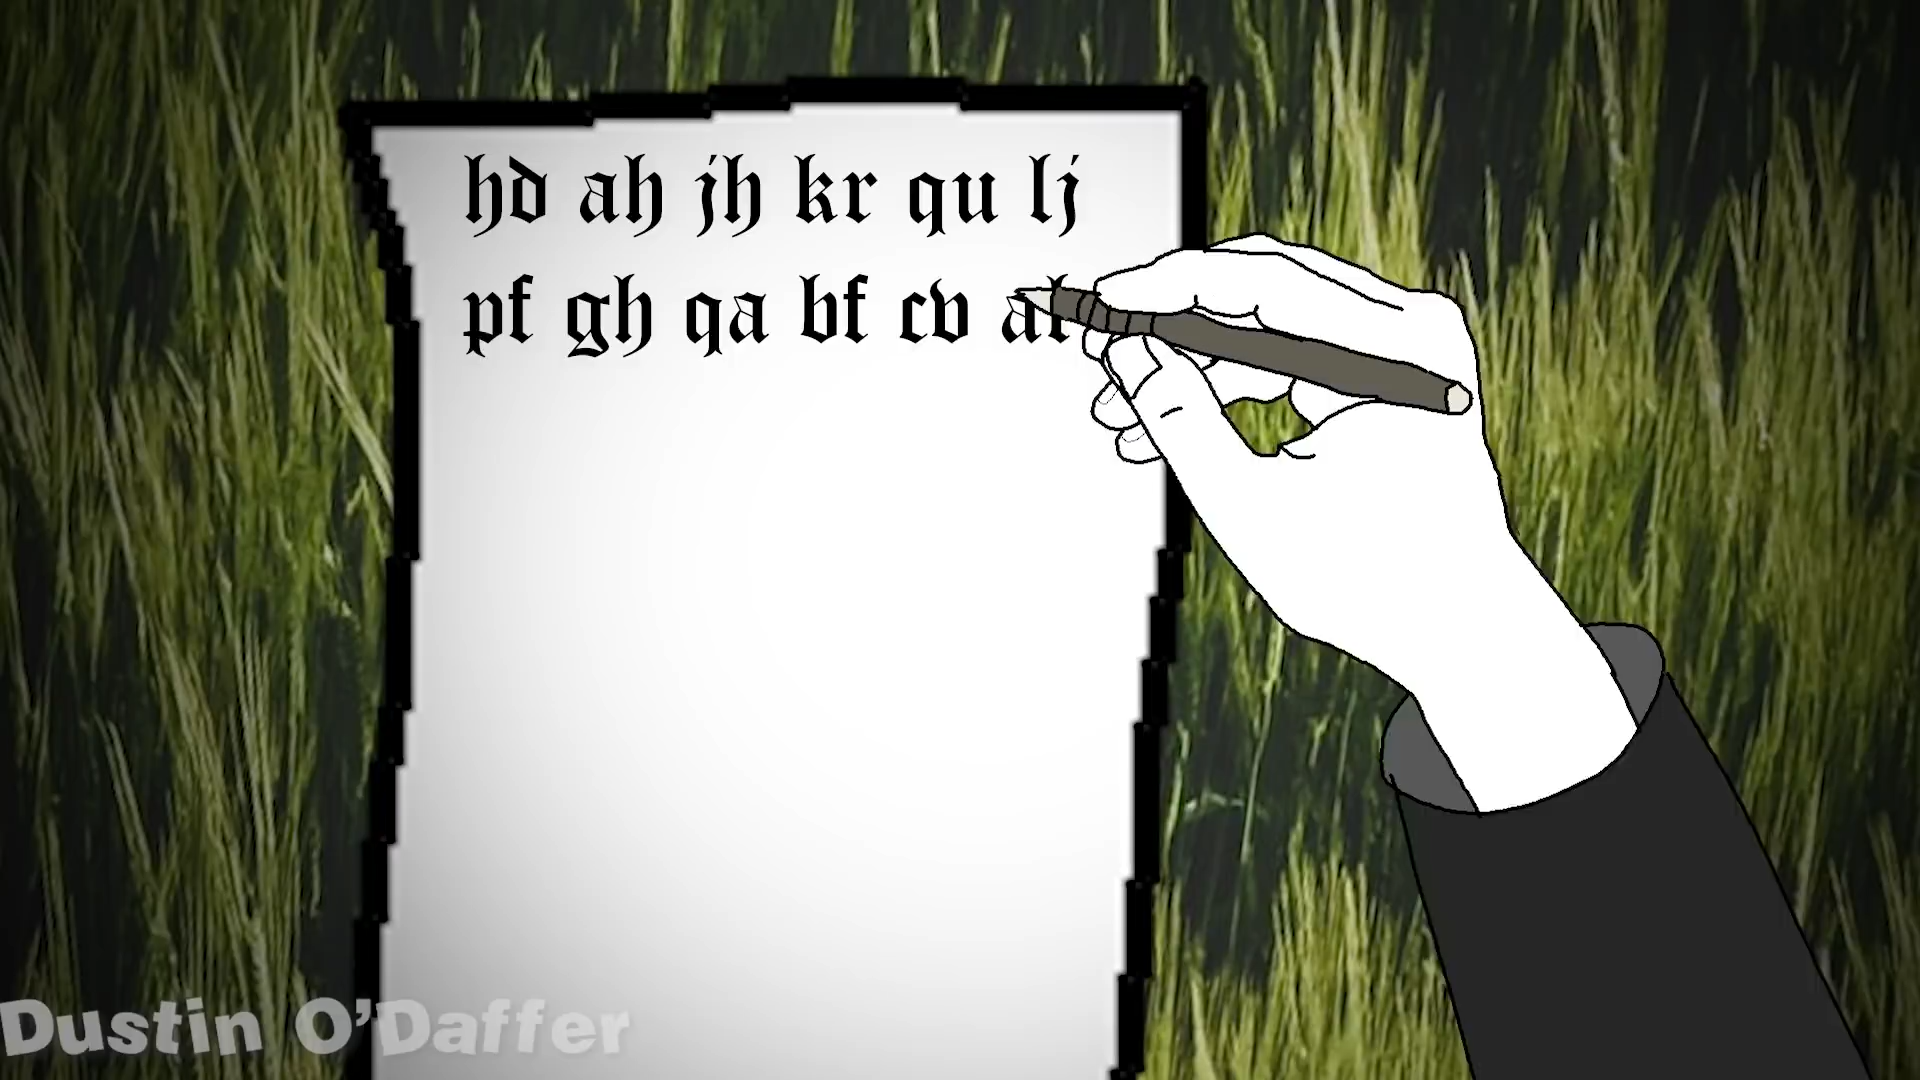 hd ah jh kr qu lj
pf gh qa bf cv
Dustin O'Daffer